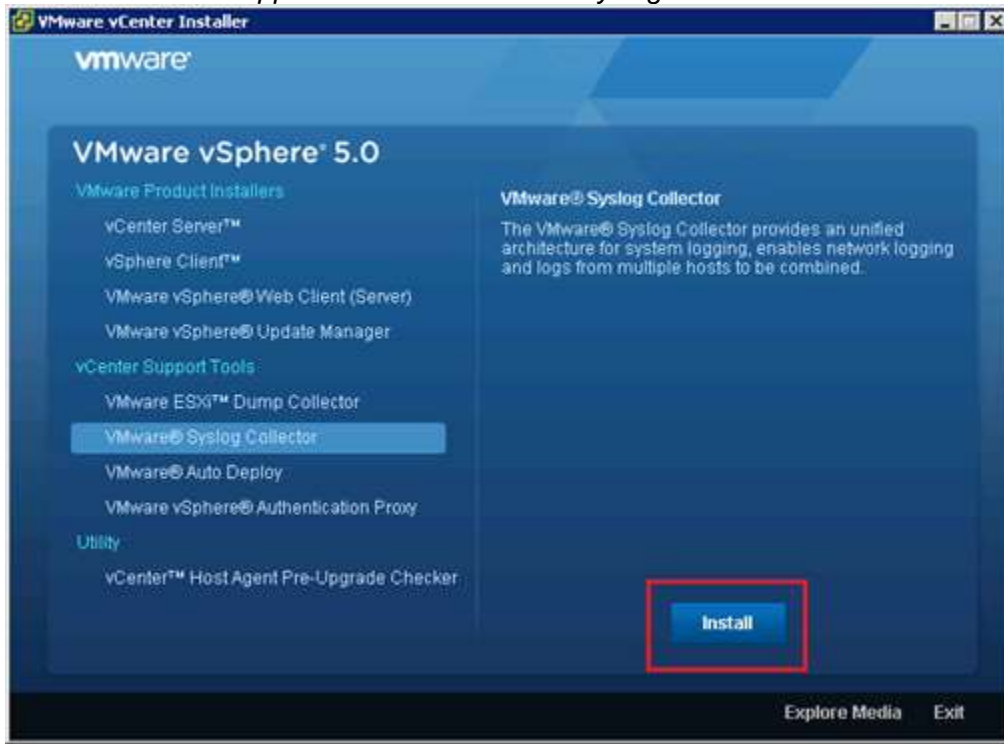 VMware vCenter Installer
vmware
VMware vSphere® 5.0
VMware Product Installers
vCenter Server™
vSphere Client™
VMware vSphere® Web Client (Server)
VMware vSphere® Update Manager
vCenter Support Tools
VMware ESXi™ Dump Collector
VMware® Syslog Collector
VMware® Auto Deploy
VMware vSphere® Authentication Proxy
Utility
vCenter™ Host Agent Pre-Upgrade Checker
VMware® Syslog Collector
The VMware® Syslog Collector provides an unified
architecture for system logging, enables network logging
and logs from multiple hosts to be combined.
Install
Explore Media Exit